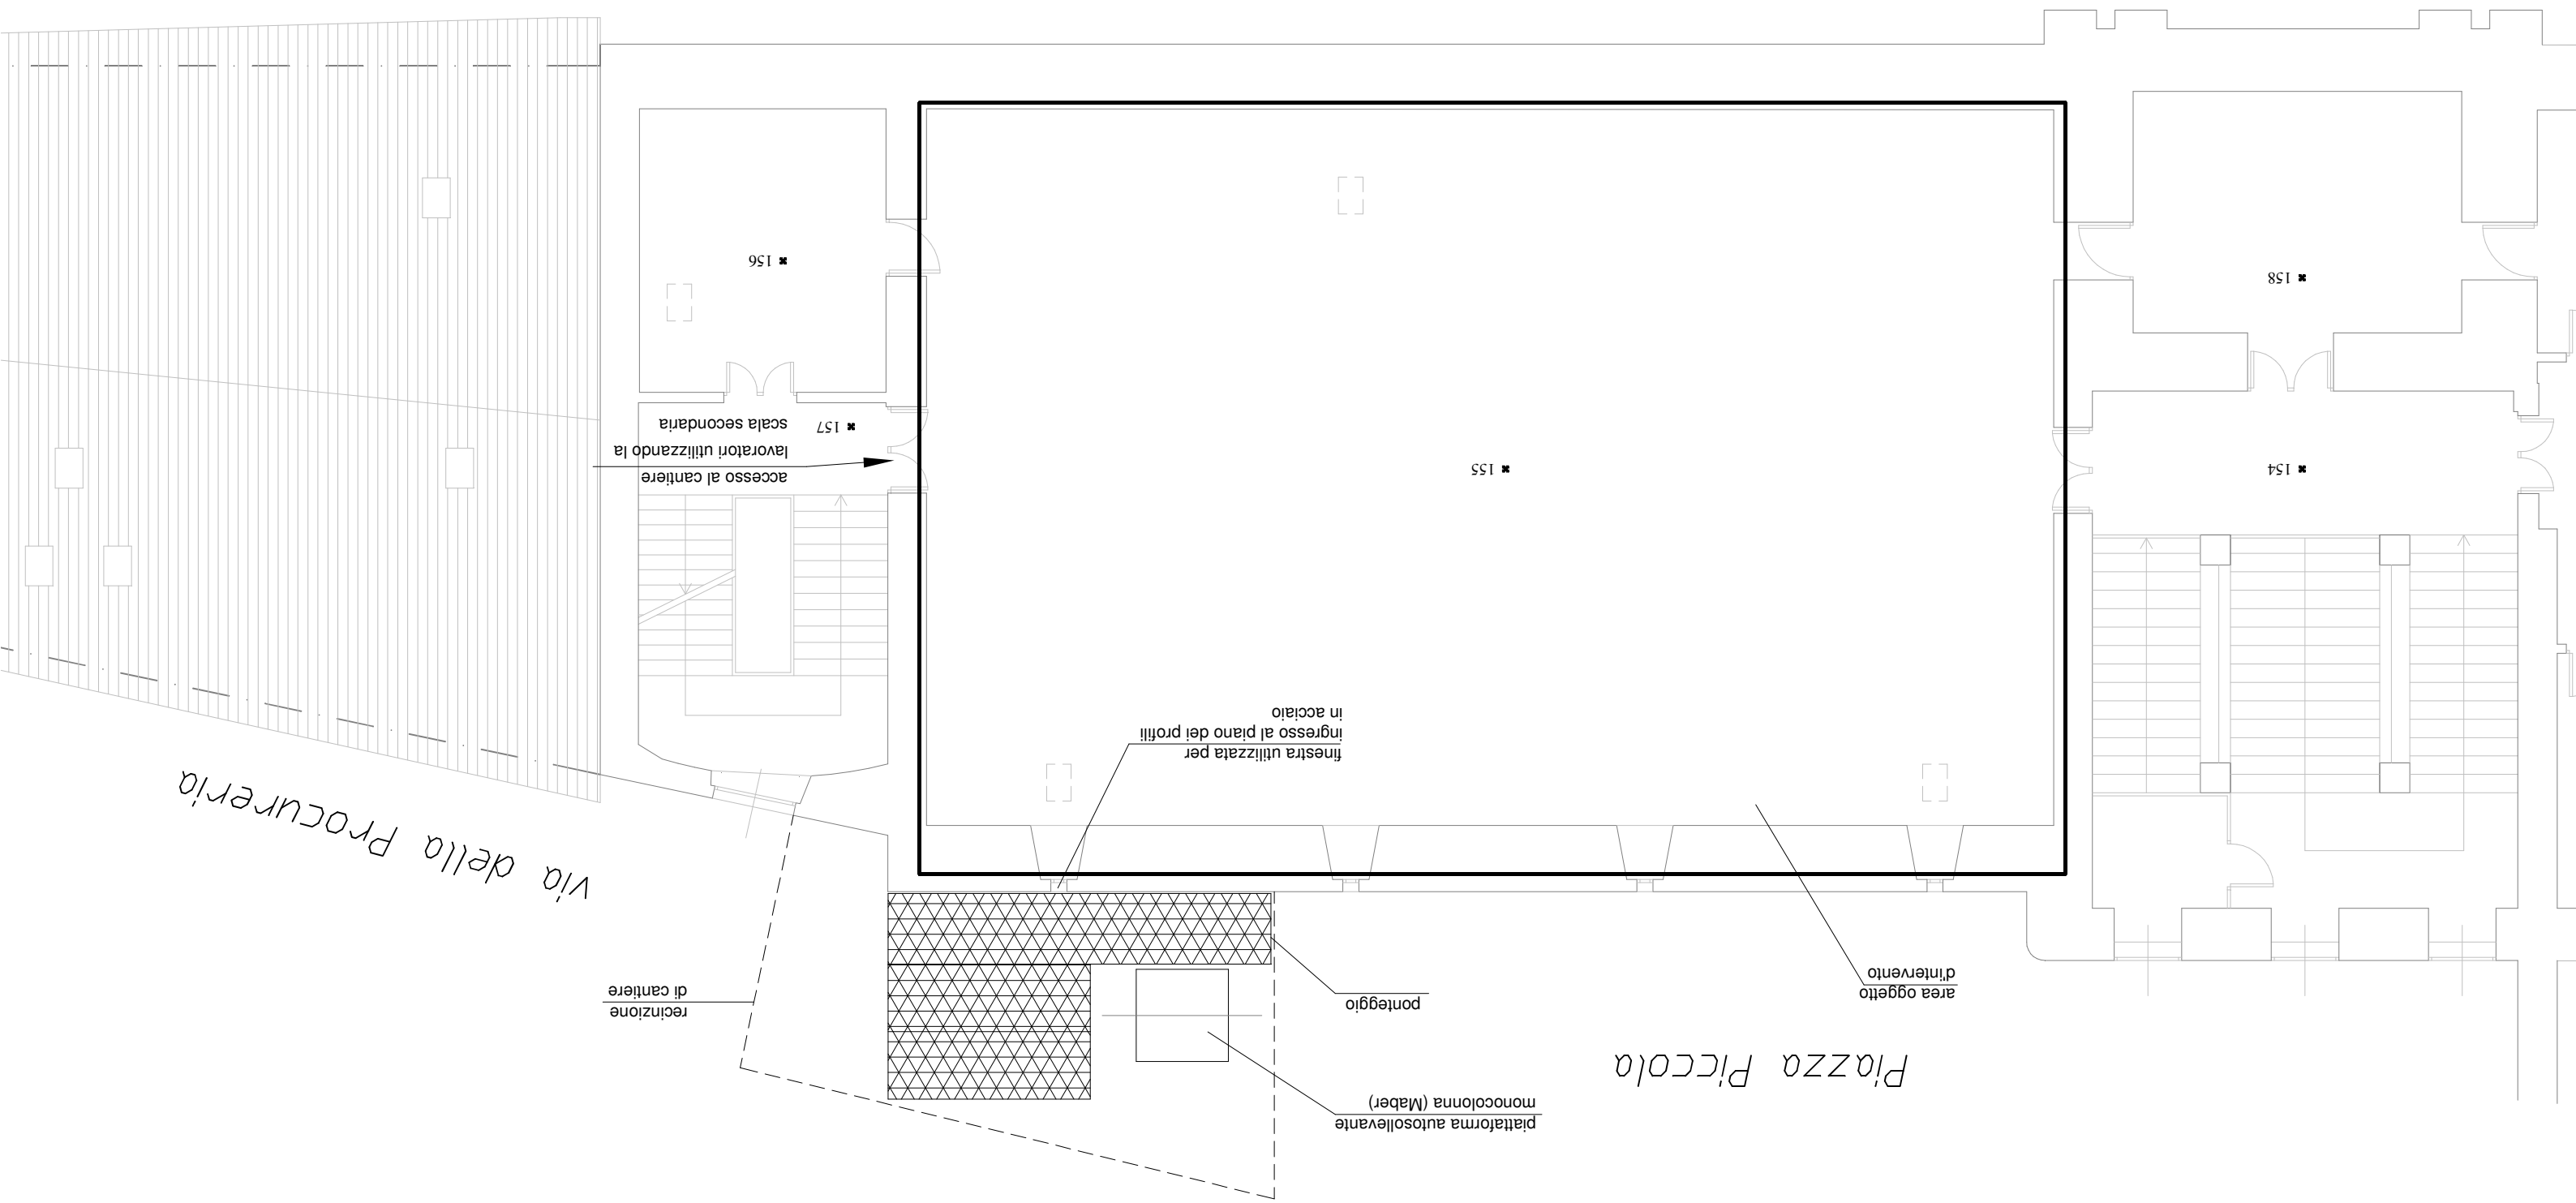 piattaforma autosollevante
monocolonna (Maber)
Piazza Piccola
recinzione
di cantiere
ponteggio
area oggetto
d'intervento
via della Procureria
finestra utilizzata per
ingresso al piano dei profili
in acciaio
accesso al cantiere
lavoratori utilizzando la
scala secondaria
154
155
157
158
156